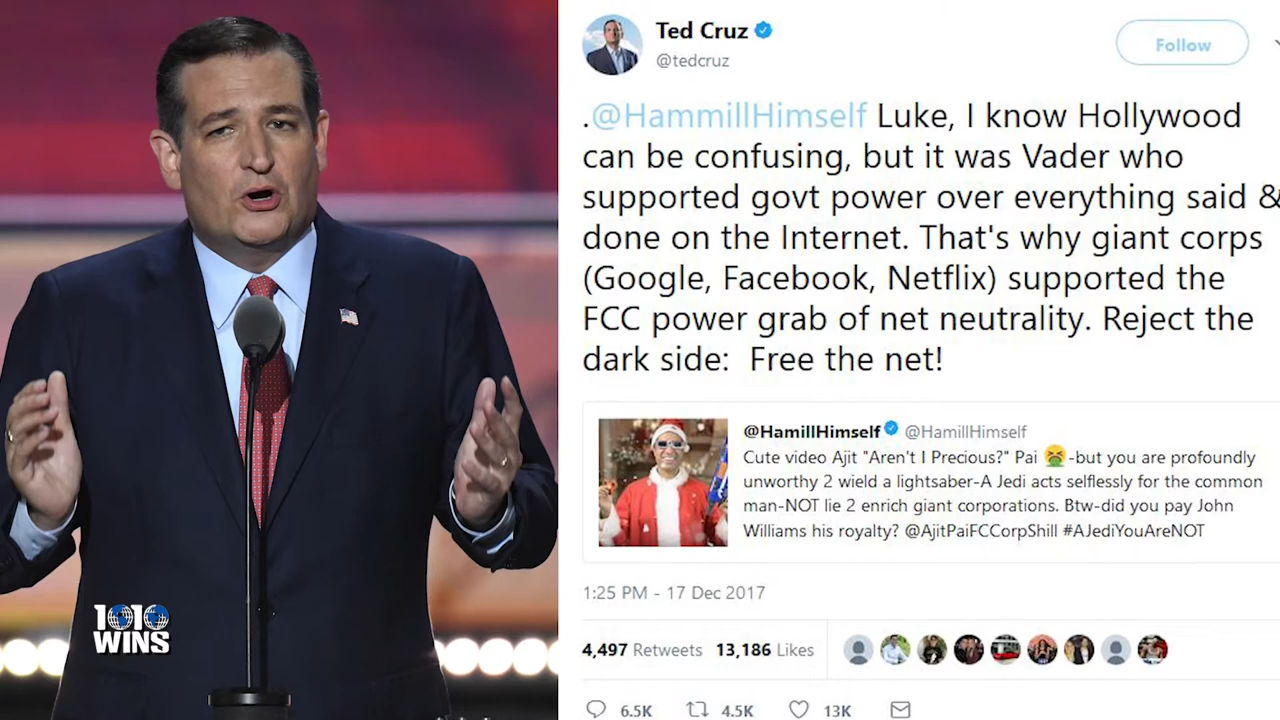 1010
WINS
Ted Cruz
@tedcruz
Follow
.@HammillHimself Luke, I know Hollywood
can be confusing, but it was Vader who
supported govt power over everything said &
done on the Internet. That's why giant corps
(Google, Facebook, Netflix) supported the
FCC power grab of net neutrality. Reject the
dark side:  Free the net!
@HamillHimself @HamillHimself
Cute video Ajit "Aren't I Precious?" Pai 🤮-but you are profoundly
unworthy 2 wield a lightsaber-A Jedi acts selflessly for the common
man-NOT lie 2 enrich giant corporations. Btw-did you pay John
Williams his royalty? @AjitPaiFCCorpShill #AJediYouAreNOT
1:25 PM - 17 Dec 2017
4,497 Retweets 13,186 Likes
6.5K 4.5K 13K